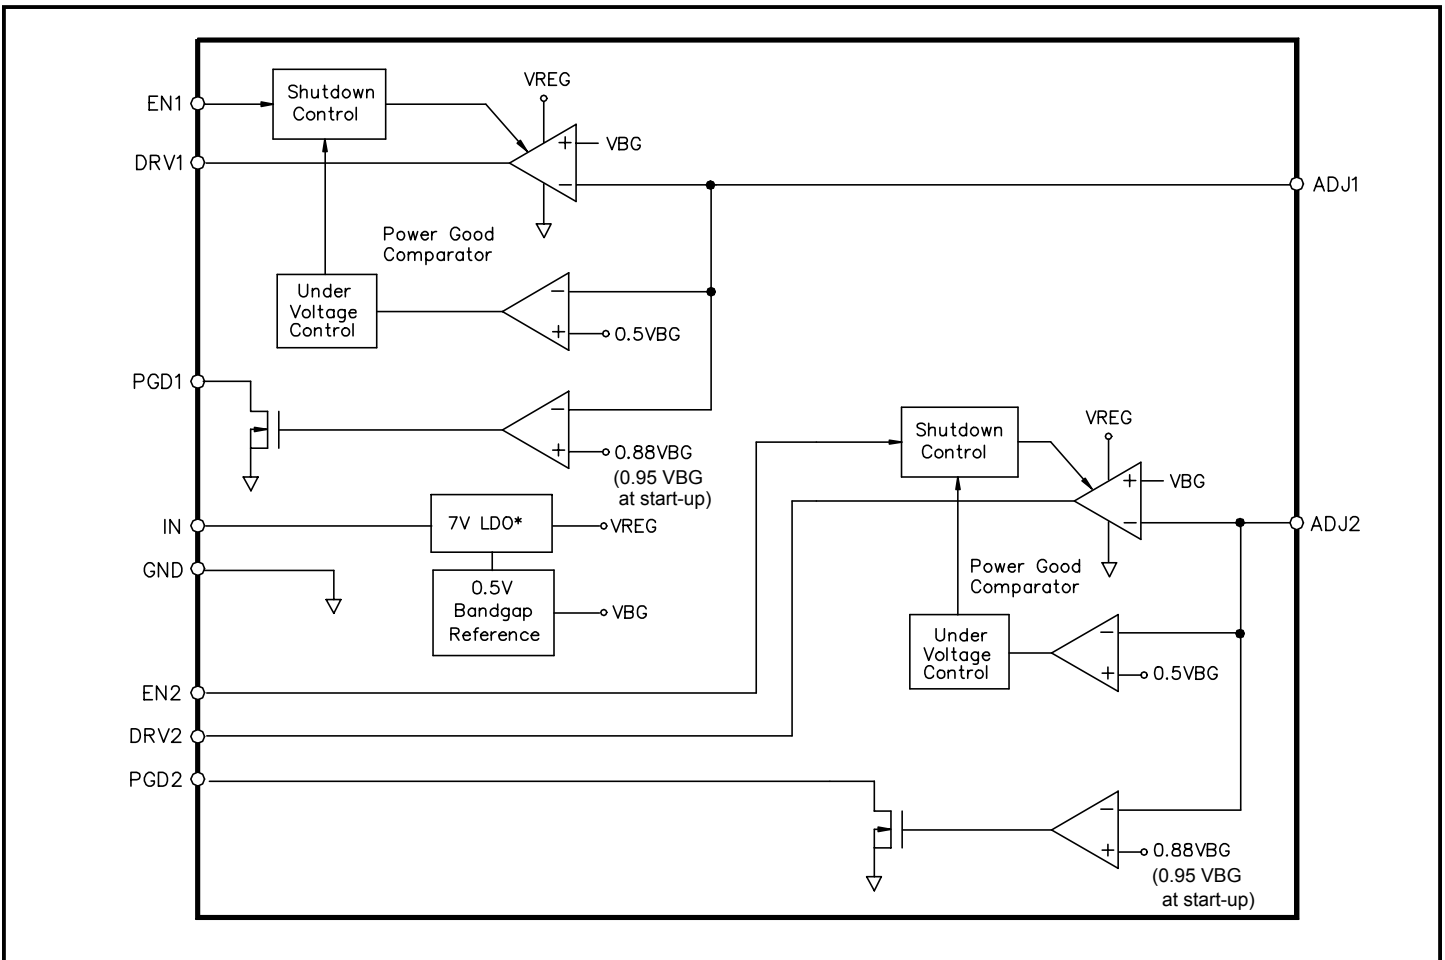 VREG
EN1
Shutdown
Control
+
VBG
DRV1
−
ADJ1
Power Good
Comparator
Under
Voltage
Control
−
+
0.5VBG
PGD1
−
+
0.88VBG
(0.95 VBG
at start-up)
IN
7V LDO*
VREG
GND
0.5V
Bandgap
Reference
VBG
Shutdown
Control
VREG
+
VBG
−
ADJ2
Power Good
Comparator
Under
Voltage
Control
−
+
0.5VBG
EN2
DRV2
PGD2
−
+
0.88VBG
(0.95 VBG
at start-up)